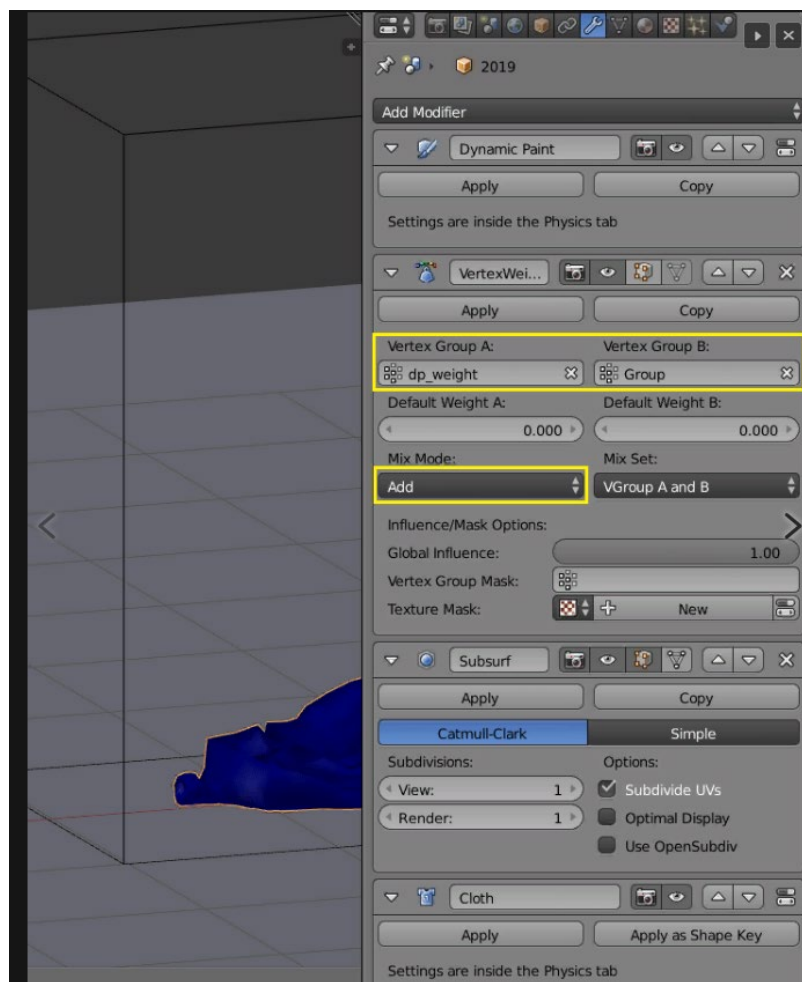 2019
Add Modifier
Dynamic Paint
Apply Copy
Settings are inside the Physics tab
VertexWei...
Apply Copy
Vertex Group A: Vertex Group B:
dp_weight Group
Default Weight A: Default Weight B:
0.000 0.000
Mix Mode: Mix Set:
Add VGroup A and B
Influence/Mask Options:
Global Influence: 1.00
Vertex Group Mask:
Texture Mask: New
Subsurf
Apply Copy
Catmull-Clark Simple
Subdivisions: Options:
View: 1 Subdivide UVs
Render: 1 Optimal Display
Use OpenSubdiv
Cloth
Apply Apply as Shape Key
Settings are inside the Physics tab